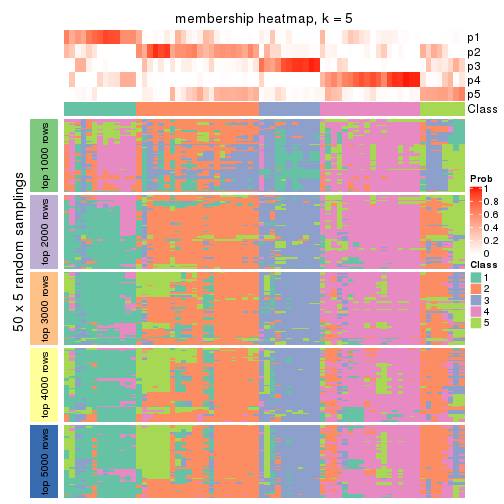 membership heatmap, k = 5
p1
p2
p3
p4
p5
Class
50 x 5 random samplings
top 1000 rows
top 2000 rows
top 3000 rows
top 4000 rows
top 5000 rows
Prob
1
0.8
0.6
0.4
0.2
0
Class
1
2
3
4
5